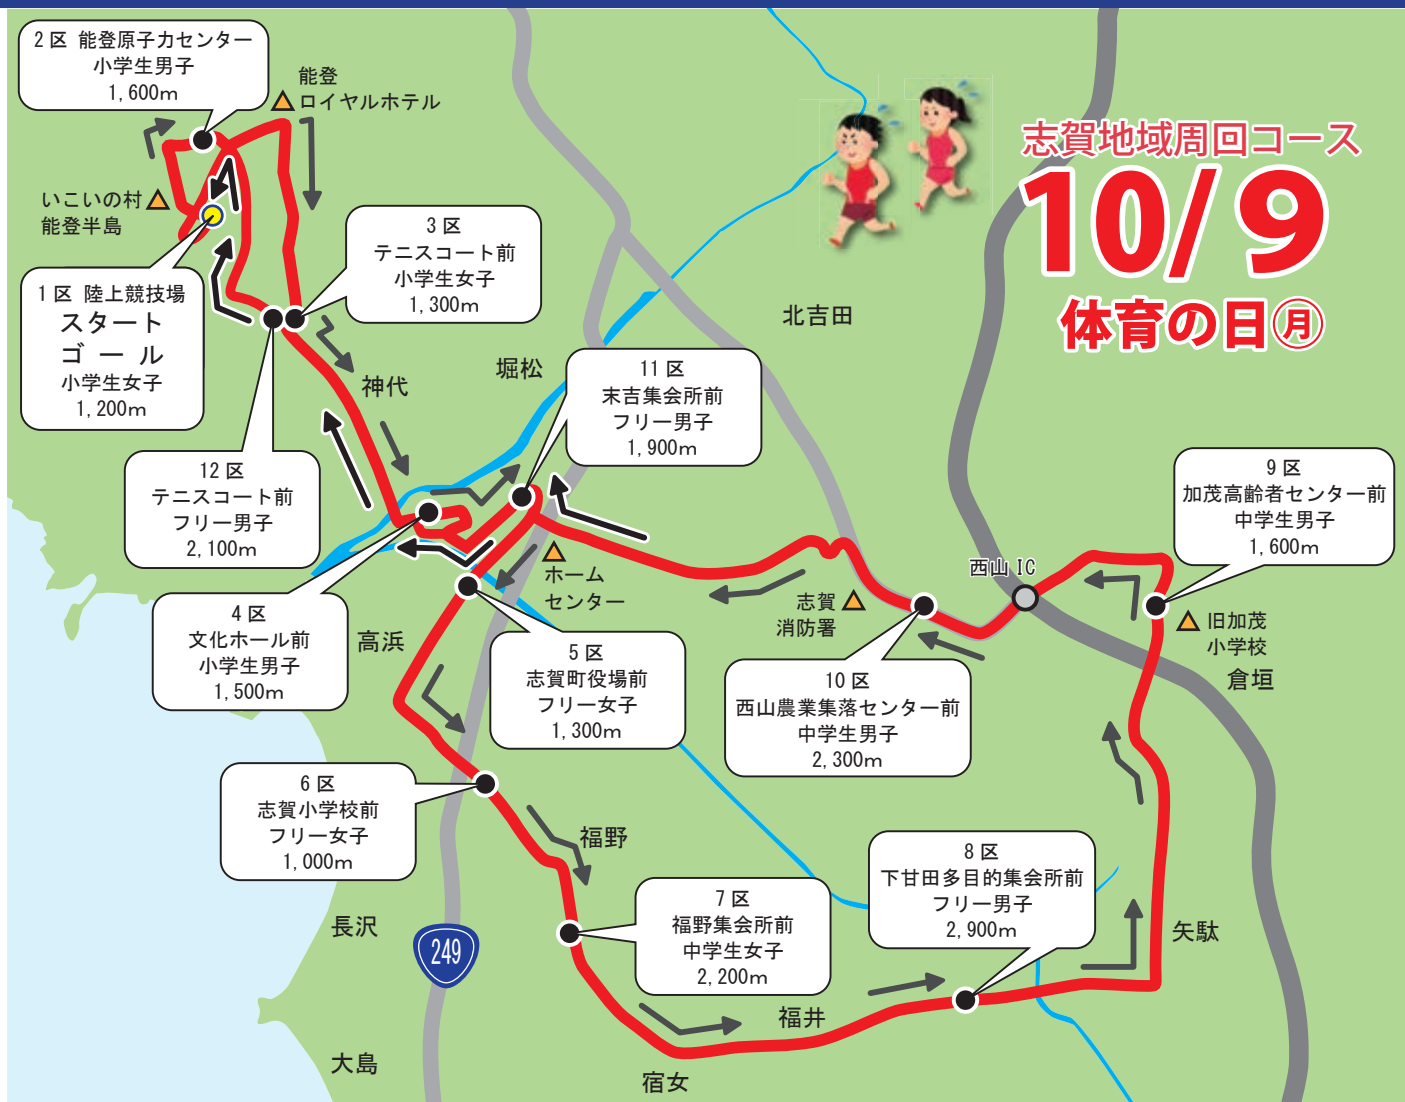 志賀地域周回コース
10/9
体育の日㊊
2区 能登原子力センター
小学生男子
1,600m
能登
ロイヤルホテル
いこいの村
能登半島
1区 陸上競技場
スタート
ゴール
小学生女子
1,200m
3区
テニスコート前
小学生女子
1,300m
神代
堀松
北吉田
11区
末吉集会所前
フリー男子
1,900m
12区
テニスコート前
フリー男子
2,100m
9区
加茂高齢者センター前
中学生男子
1,600m
西山IC
ホーム
センター
志賀
消防署
旧加茂
小学校
倉垣
4区
文化ホール前
小学生男子
1,500m
高浜
5区
志賀町役場前
フリー女子
1,300m
10区
西山農業集落センター前
中学生男子
2,300m
6区
志賀小学校前
フリー女子
1,000m
福野
7区
福野集会所前
中学生女子
2,200m
8区
下甘田多目的集会所前
フリー男子
2,900m
矢駄
長沢
249
福井
大島
宿女